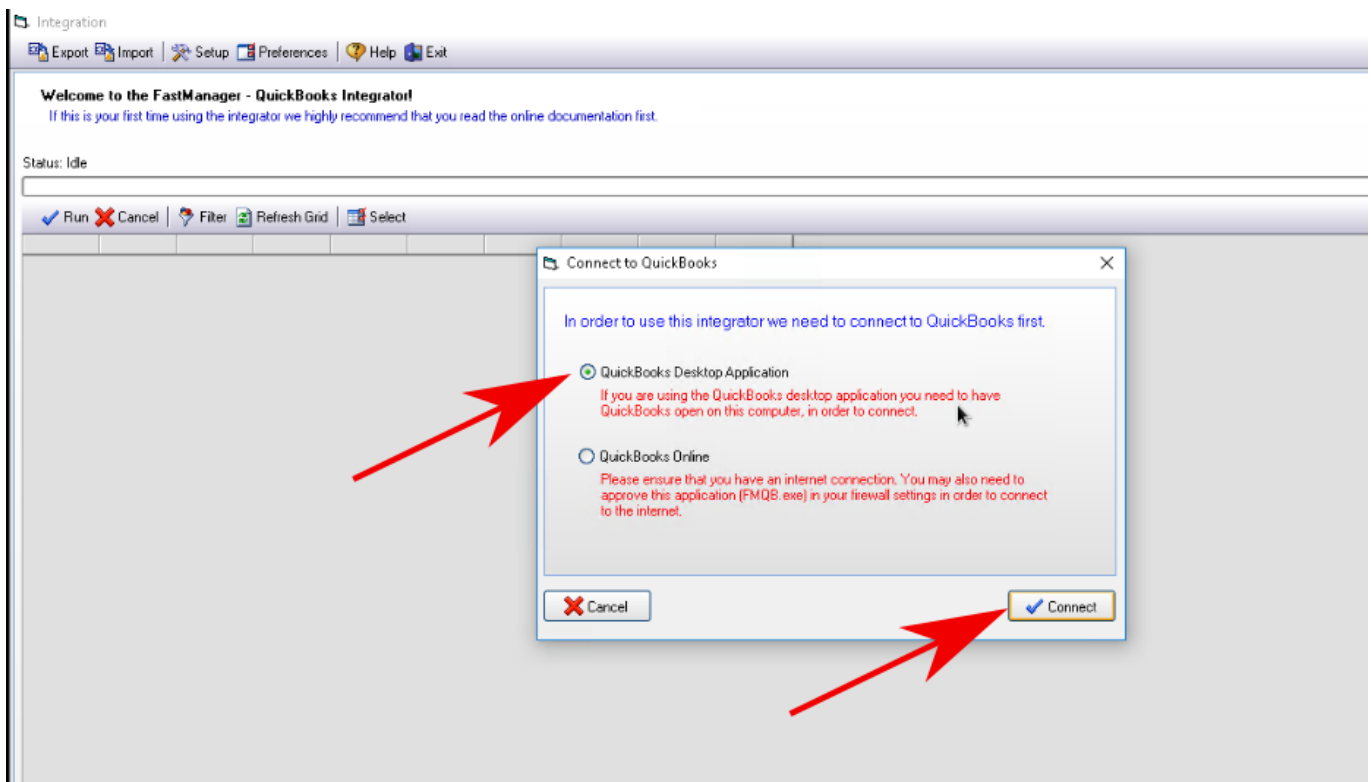 Integration
Export Import Setup Preferences Help Exit
Welcome to the FastManager - QuickBooks Integrator!
If this is your first time using the integrator we highly recommend that you read the online documentation first.
Status: Idle
Run Cancel Filter Refresh Grid Select
Connect to QuickBooks
In order to use this integrator we need to connect to QuickBooks first.
QuickBooks Desktop Application
If you are using the QuickBooks desktop application you need to have
QuickBooks open on this computer, in order to connect.
QuickBooks Online
Please ensure that you have an internet connection. You may also need to
approve this application (FMQB.exe) in your firewall settings in order to connect
to the internet.
Cancel Connect